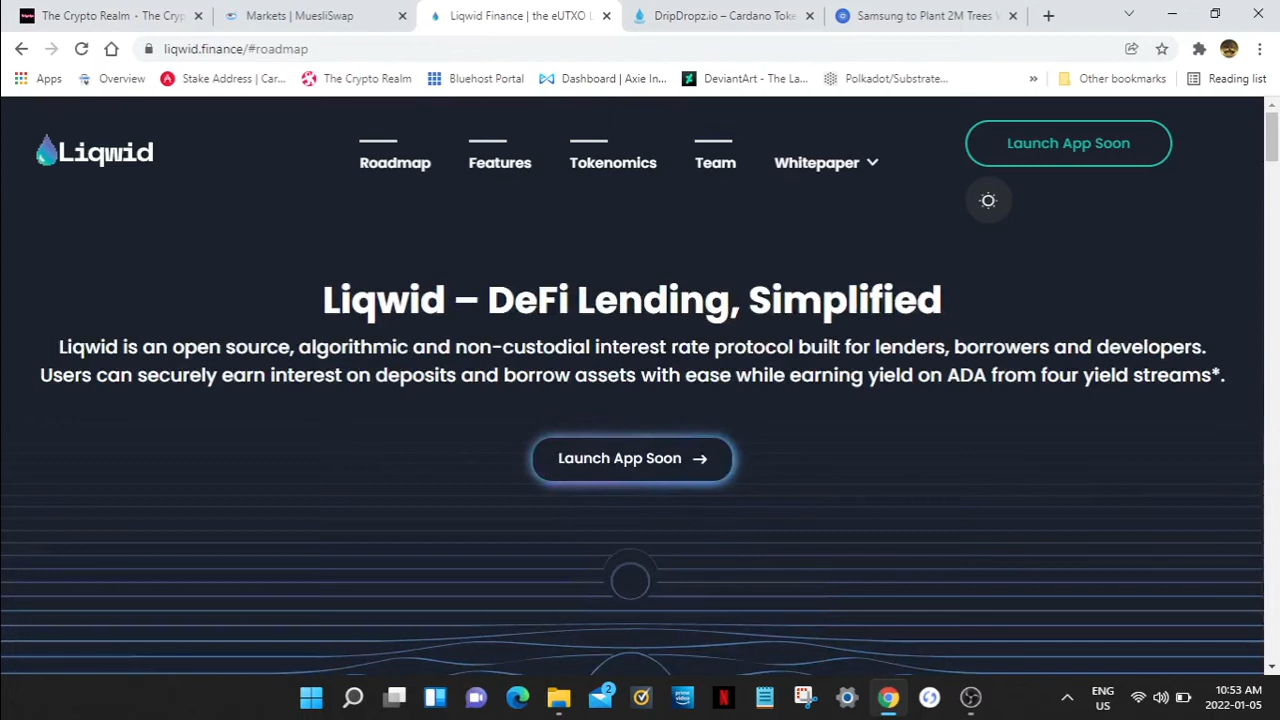 The Crypto Realm • The Cryp
Markets | MuesliSwap
Liqwid Finance | the eUTXO L
DripDropz.io – Cardano Toke
Samsung to Plant 2M Trees
liqwid.finance/#roadmap
Apps
Overview
Stake Address | Car...
The Crypto Realm
Bluehost Portal
Dashboard | Axie In...
DeviantArt - The La...
Polkadot/Substrate...
»
Other bookmarks
Reading list
Liqwid
Roadmap
Features
Tokenomics
Team
Whitepaper
Launch App Soon
Liqwid – DeFi Lending, Simplified
Liqwid is an open source, algorithmic and non-custodial interest rate protocol built for lenders, borrowers and developers.
Users can securely earn interest on deposits and borrow assets with ease while earning yield on ADA from four yield streams*.
Launch App Soon →
2
N
ENG
US
10:53 AM
2022-01-05